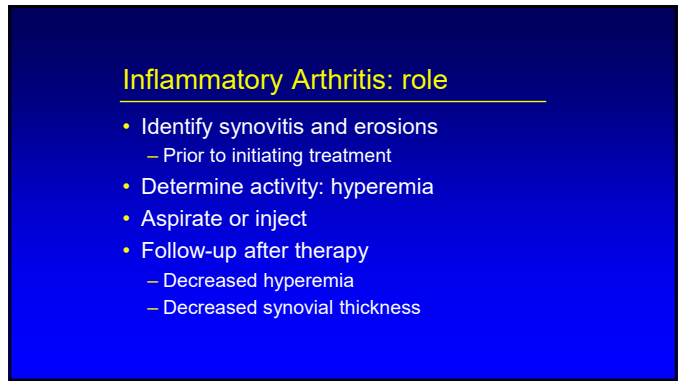 Inflammatory Arthritis: role
• Identify synovitis and erosions
– Prior to initiating treatment
• Determine activity: hyperemia
• Aspirate or inject
• Follow-up after therapy
– Decreased hyperemia
– Decreased synovial thickness